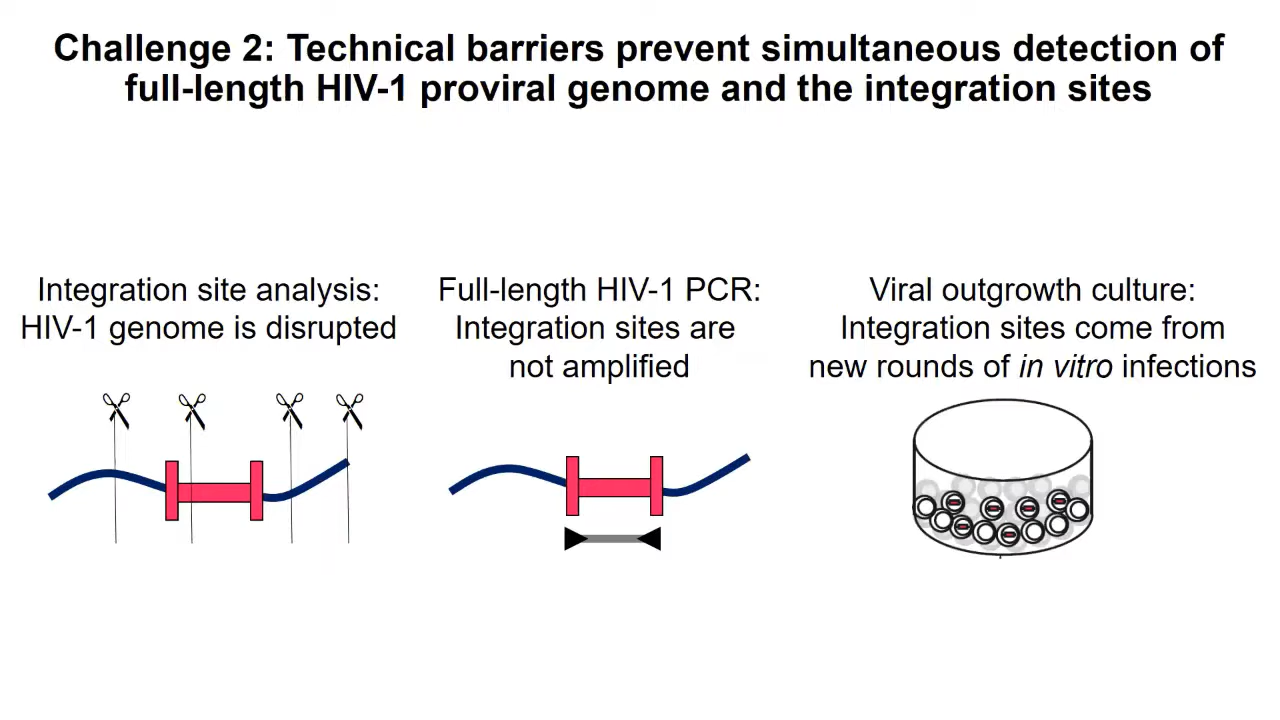 Challenge 2: Technical barriers prevent simultaneous detection of
full-length HIV-1 proviral genome and the integration sites
Integration site analysis:
HIV-1 genome is disrupted
Full-length HIV-1 PCR:
Integration sites are
not amplified
Viral outgrowth culture:
Integration sites come from
new rounds of in vitro infections